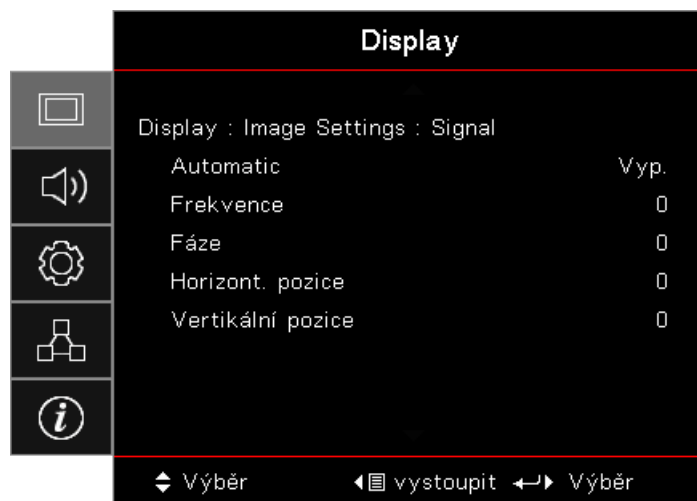 Display
Display : Image Settings : Signal
Automatic Vyp.
Frekvence 0
Fáze 0
Horizont. pozice 0
Vertikální pozice 0
Výběr vystoupit Výběr